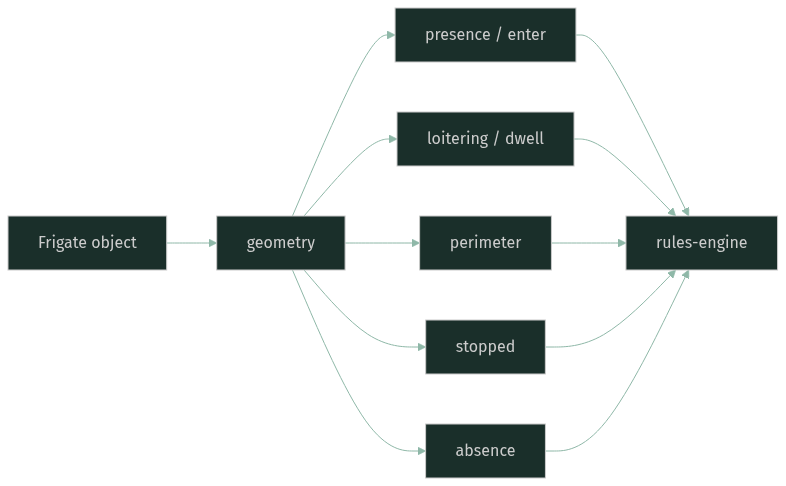 presence / enter
loitering / dwell
Frigate object
geometry
perimeter
rules-engine
stopped
absence